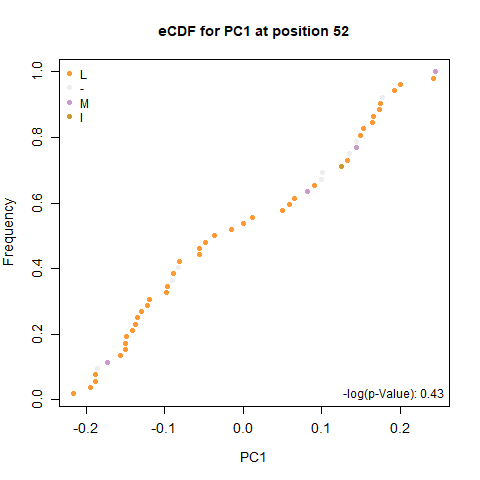 eCDF for PC1 at position 52
L
-
M
I
Frequency
1.0
0.8
0.6
0.4
0.2
0.0
-log(p-Value): 0.43
-0.2 -0.1 0.0 0.1 0.2
PC1